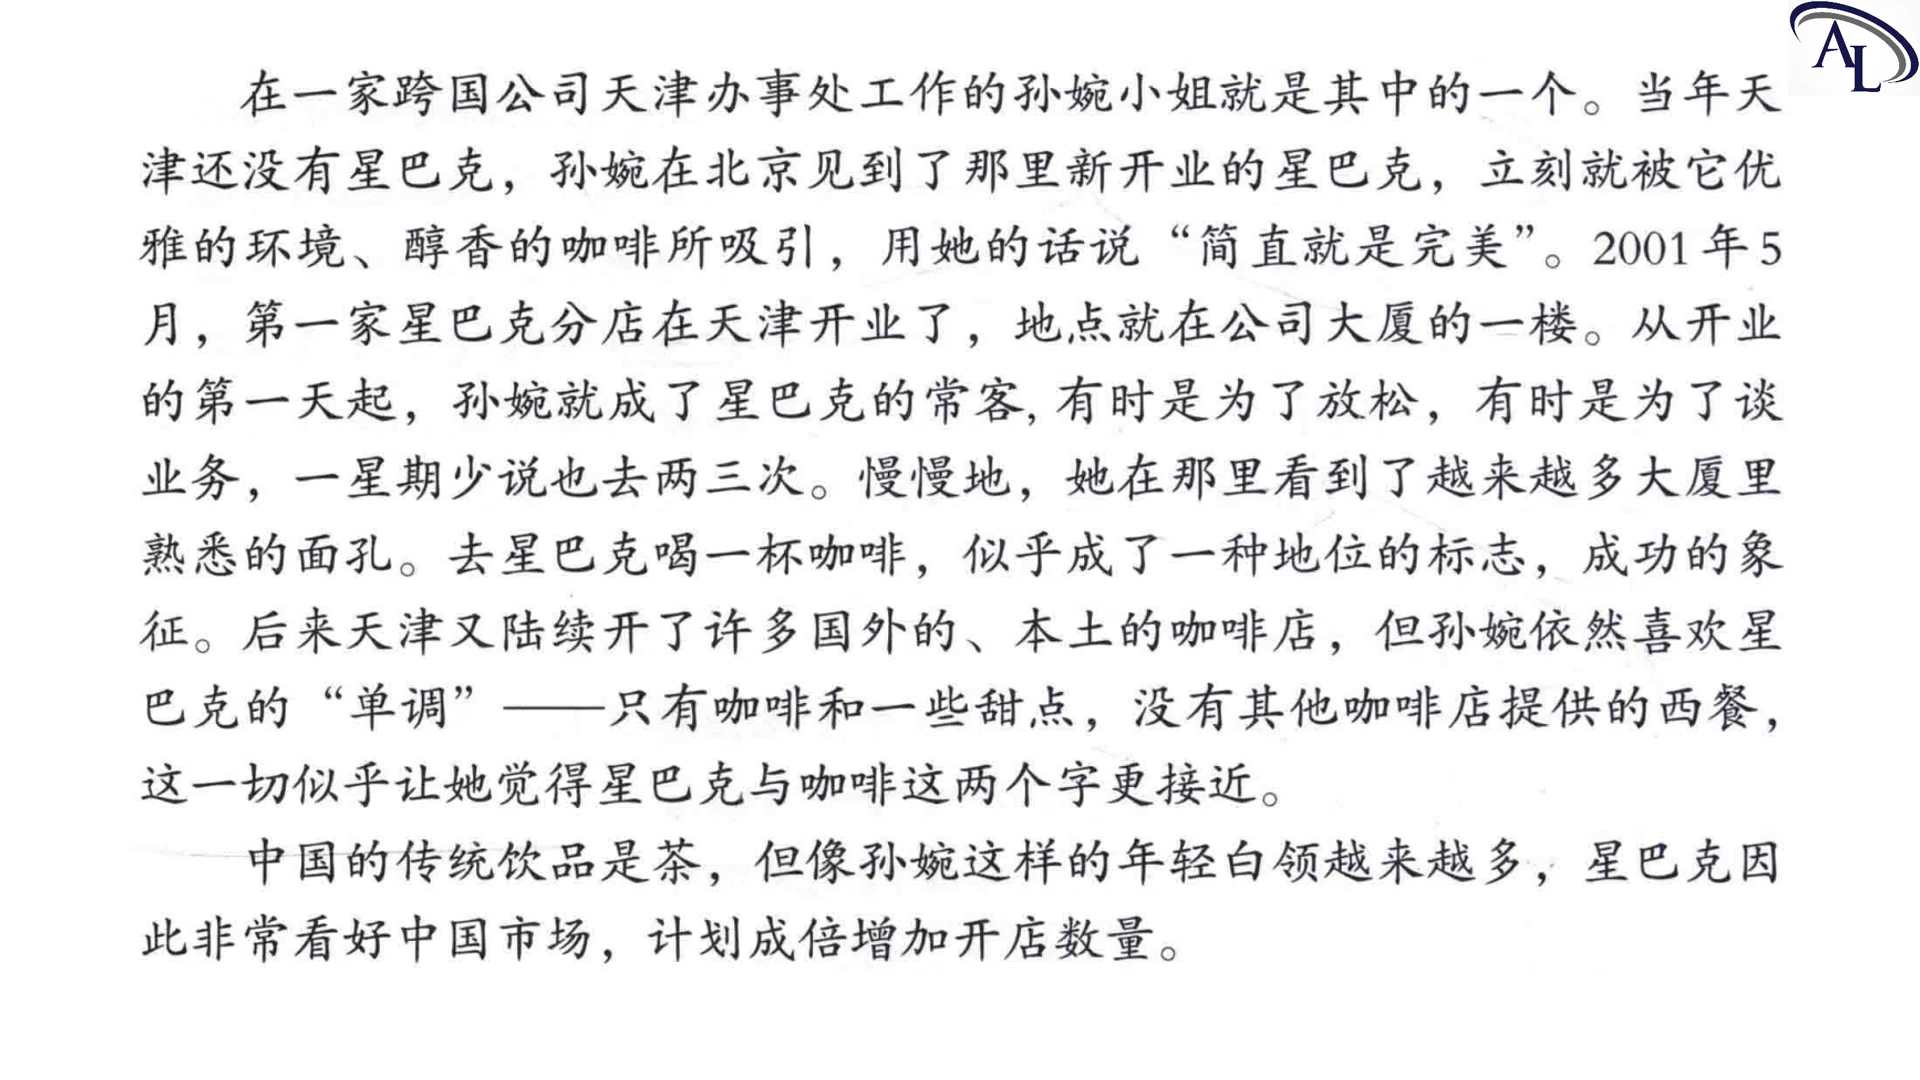 AL
在一家跨国公司天津办事处工作的孙婉小姐就是其中的一个。当年天
津还没有星巴克，孙婉在北京见到了那里新开业的星巴克，立刻就被它优
雅的环境、醇香的咖啡所吸引，用她的话说“简直就是完美”。2001年5
月，第一家星巴克分店在天津开业了，地点就在公司大厦的一楼。从开业
的第一天起，孙婉就成了星巴克的常客，有时是为了放松，有时是为了谈
业务，一星期少说也去两三次。慢慢地，她在那里看到了越来越多大厦里
熟悉的面孔。去星巴克喝一杯咖啡，似乎成了一种地位的标志，成功的象
征。后来天津又陆续开了许多国外的、本土的咖啡店，但孙婉依然喜欢星
巴克的“单调”——只有咖啡和一些甜点，没有其他咖啡店提供的西餐，
这一切似乎让她觉得星巴克与咖啡这两个字更接近。
中国的传统饮品是茶，但像孙婉这样的年轻白领越来越多，星巴克因
此非常看好中国市场，计划成倍增加开店数量。